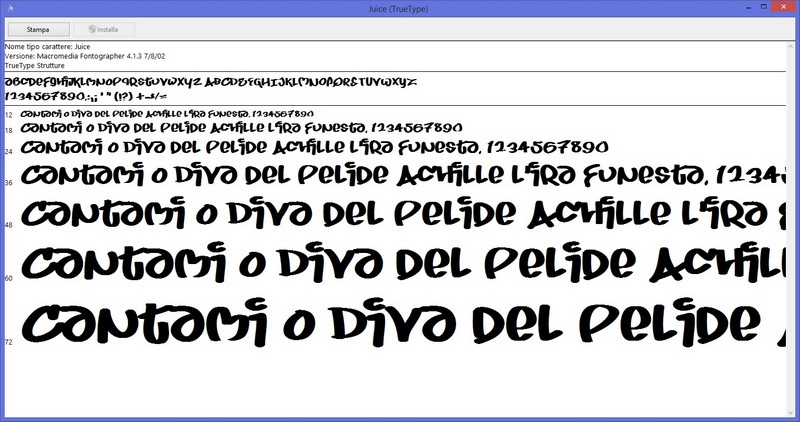 Juice (TrueType)
Stampa Installa
Nome tipo carattere: Juice
Versione: Macromedia Fontographer 4.1.3 7/8/02
TrueType Strutture
abcdefghijklmnopqrstuvwxyz ABCDEFGHIJKLMNOPQRSTUVWXYZ
1234567890.:,; ' " (!?) +-*/=
12 Cantami o Diva del Pelide Achille l'ira funesta. 1234567890
18 Cantami o Diva del Pelide Achille l'ira funesta. 1234567890
24 Cantami o Diva del Pelide Achille l'ira funesta. 1234567890
36 Cantami o Diva del Pelide Achille l'ira funesta. 1234
48 Cantami o Diva del Pelide Achille l'ira
60 Cantami o Diva del Pelide Achil
72 Cantami o Diva del Pelide